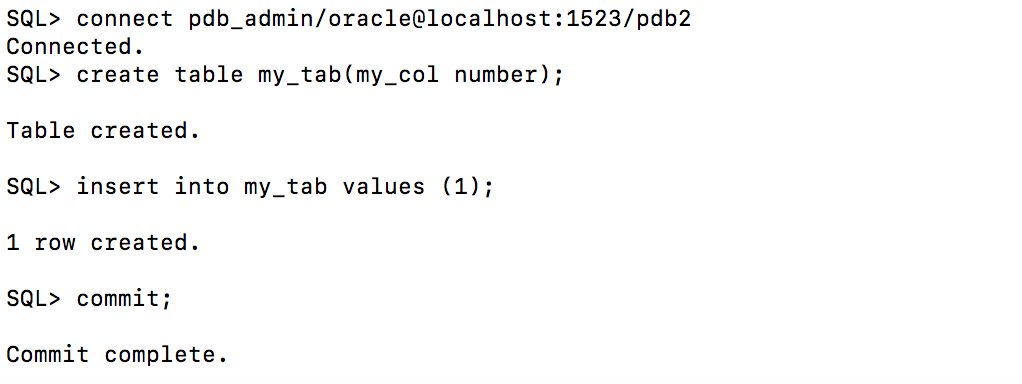 SQL> connect pdb_admin/oracle@localhost:1523/pdb2
Connected.
SQL> create table my_tab(my_col number);
Table created.
SQL> insert into my_tab values (1);
1 row created.
SQL> commit;
Commit complete.